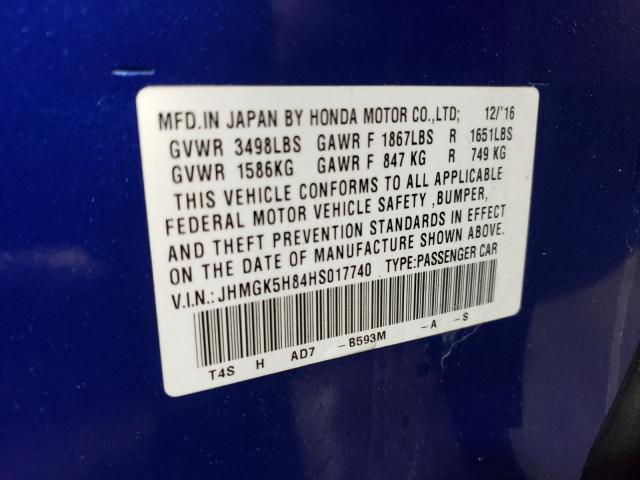 MFD.IN JAPAN BY HONDA MOTOR CO.,LTD; 12/'16
GVWR 3498LBS GAWR F 1867LBS R 1651LBS
GVWR 1586KG GAWR F 847 KG R 749 KG
THIS VEHICLE CONFORMS TO ALL APPLICABLE
FEDERAL MOTOR VEHICLE SAFETY ,BUMPER,
AND THEFT PREVENTION STANDARDS IN EFFECT
ON THE DATE OF MANUFACTURE SHOWN ABOVE.
V.I.N.: JHMGK5H84HS017740 TYPE:PASSENGER CAR
T4S H AD7 -B593M -A -S